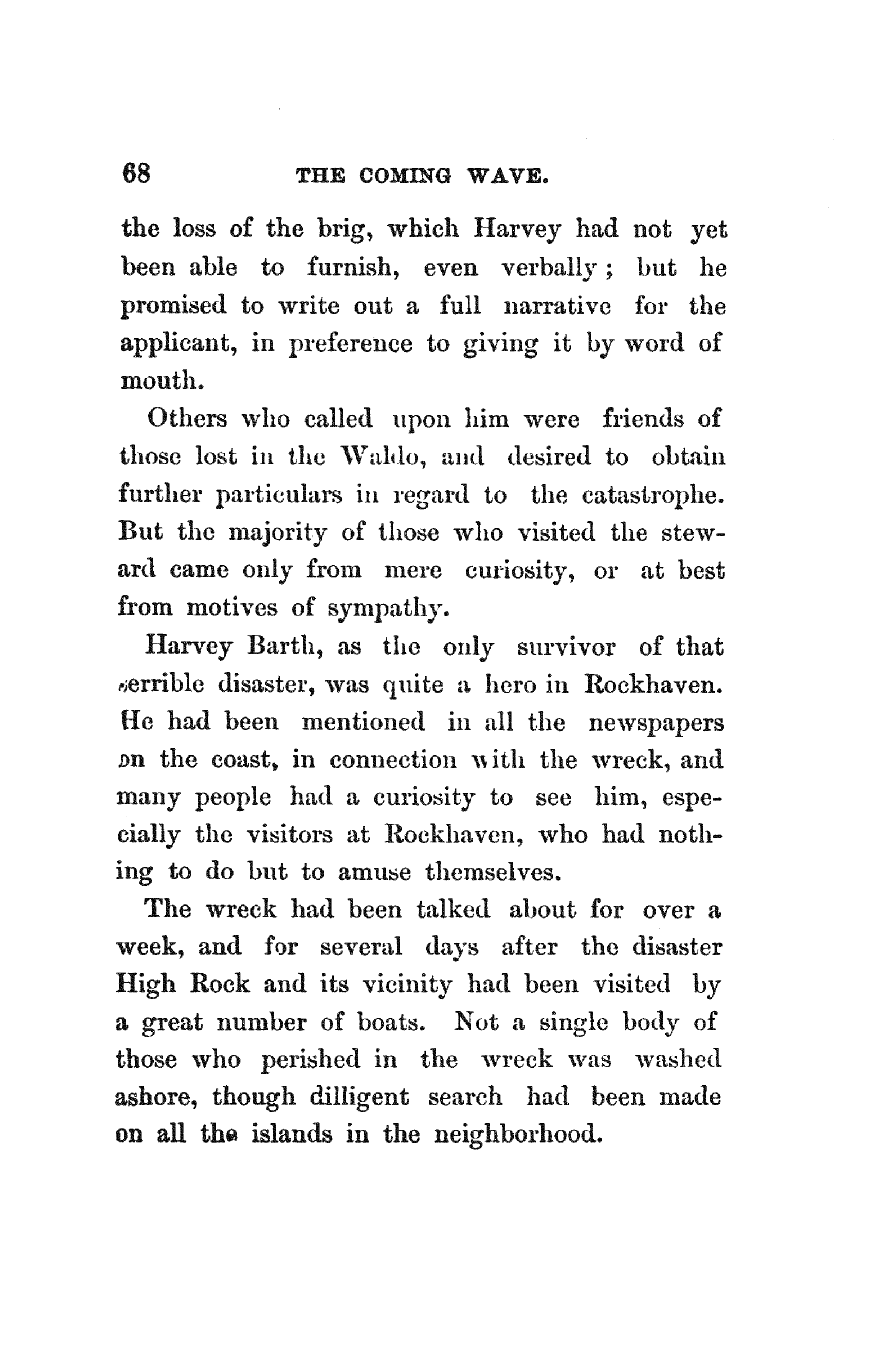 68 THE COMING WAVE.
the loss of the brig, which Harvey had not yet
been able to furnish, even verbally; but he
promised to write out a full narrative for the
applicant, in preference to giving it by word of
mouth.
Others who called upon him were friends of
those lost in the Waldo, and desired to obtain
further particulars in regard to the catastrophe.
But the majority of those who visited the stew-
ard came only from mere curiosity, or at best
from motives of sympathy.
Harvey Barth, as the only survivor of that
terrible disaster, was quite a hero in Rockhaven.
He had been mentioned in all the newspapers
on the coast, in connection with the wreck, and
many people had a curiosity to see him, espe-
cially the visitors at Rockhaven, who had noth-
ing to do but to amuse themselves.
The wreck had been talked about for over a
week, and for several days after the disaster
High Rock and its vicinity had been visited by
a great number of boats. Not a single body of
those who perished in the wreck was washed
ashore, though dilligent search had been made
on all the islands in the neighborhood.